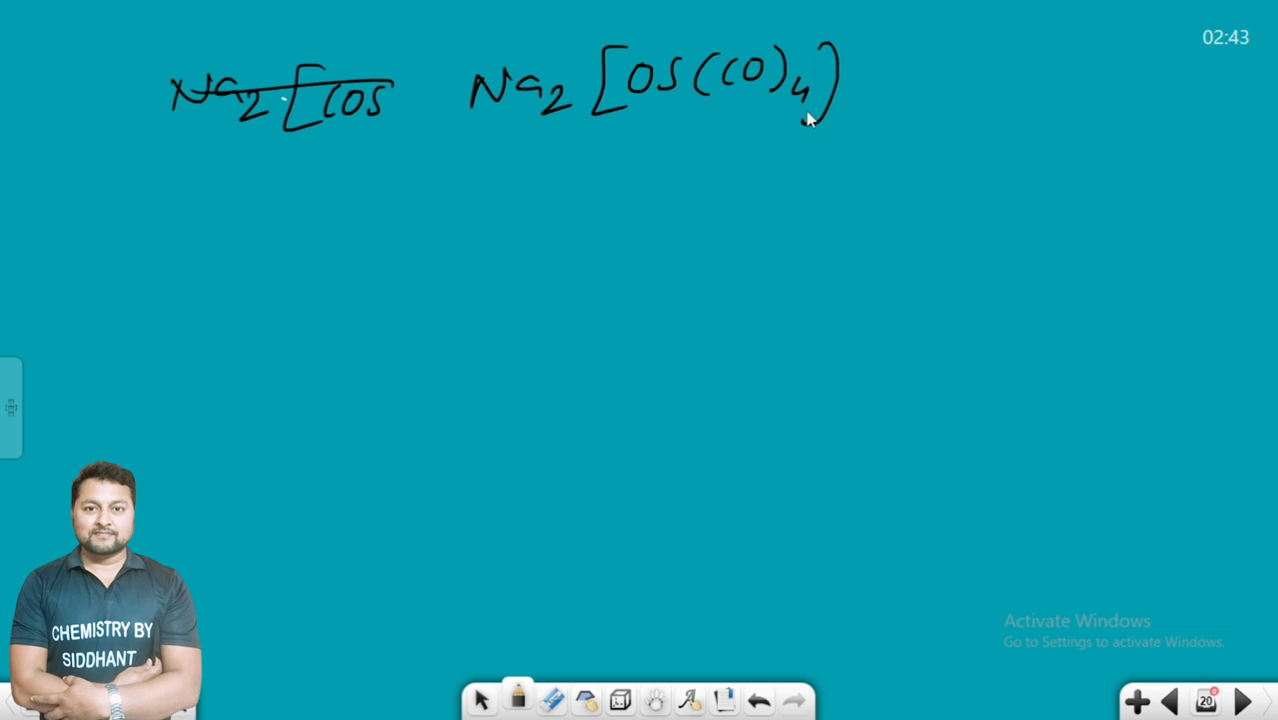 02:43
Na2[COS Na2[OS(CO)4]
CHEMISTRY BY
SIDDHANT
Activate Windows
Go to Settings to activate Windows.
20